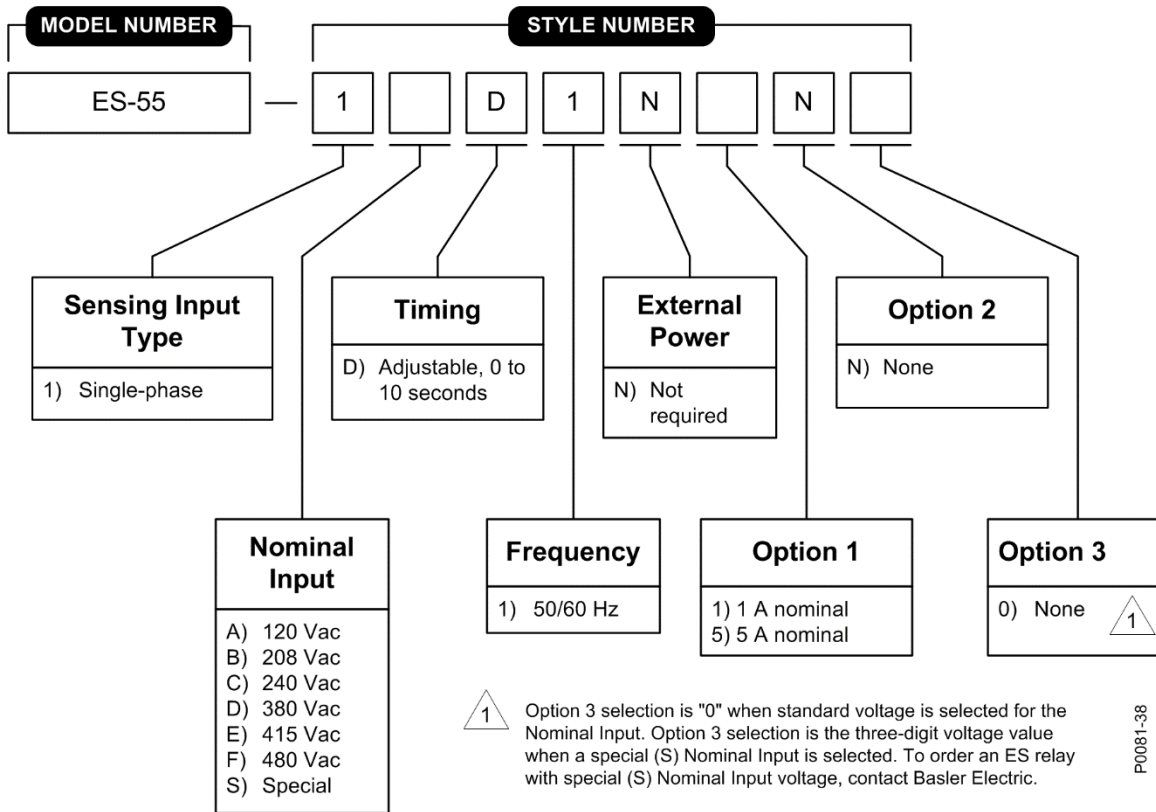 MODEL NUMBER
STYLE NUMBER
ES-55 — 1 D 1 N N
Sensing Input
Type
1) Single-phase
Timing
D) Adjustable, 0 to
10 seconds
External
Power
N) Not
required
Option 2
N) None
Nominal
Input
A) 120 Vac
B) 208 Vac
C) 240 Vac
D) 380 Vac
E) 415 Vac
F) 480 Vac
S) Special
Frequency
1) 50/60 Hz
Option 1
1) 1 A nominal
5) 5 A nominal
Option 3
0) None 1
1 Option 3 selection is "0" when standard voltage is selected for the
Nominal Input. Option 3 selection is the three-digit voltage value
when a special (S) Nominal Input is selected. To order an ES relay
with special (S) Nominal Input voltage, contact Basler Electric.
P0081-38